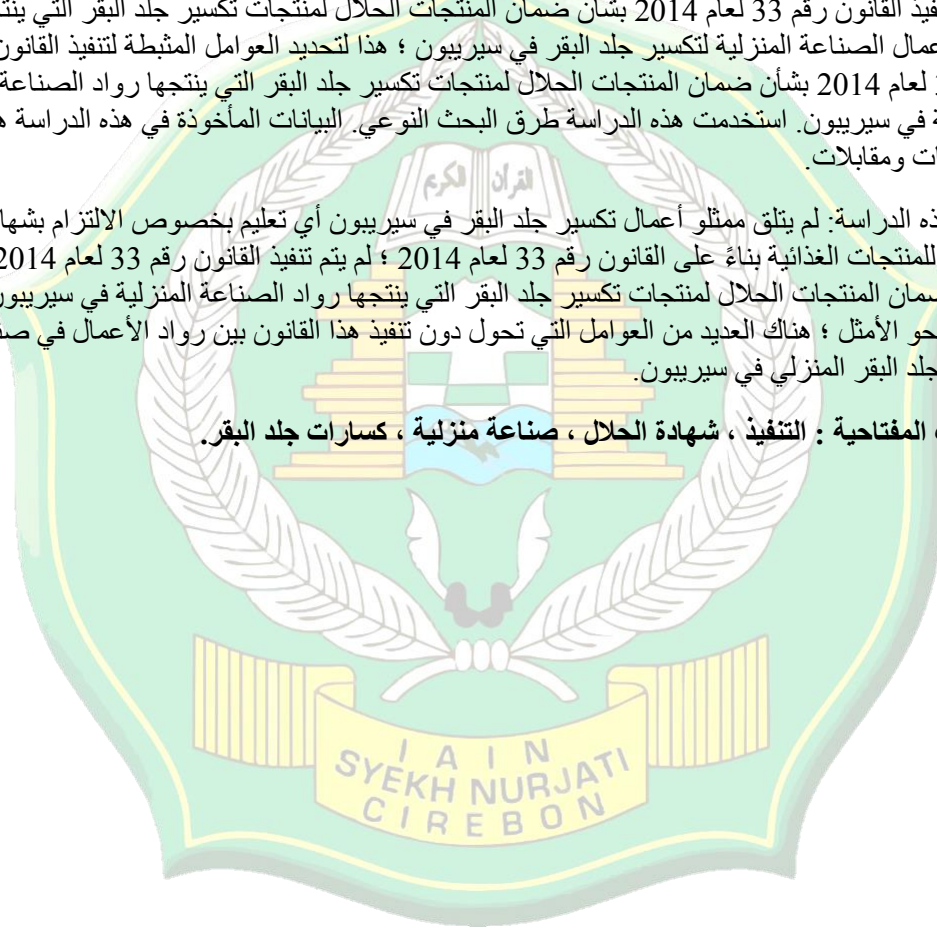 فيذ القانون رقم 33 لعام 2014 بشأن ضمان المنتجات الحلال لمنتجات تكسير جلد البقر التي
عمال الصناعة المنزلية لتكسير جلد البقر في سيريبون ؛ هذا لتحديد العوامل المثبطة لتنفيذ القانون
لعام 2014 بشأن ضمان المنتجات الحلال لمنتجات تكسير جلد البقر التي ينتجها رواد الصناعة
ة في سيريبون. استخدمت هذه الدراسة طرق البحث النوعي. البيانات المأخوذة في هذه الدراسة
ات ومقابلات.
ذه الدراسة: لم يتلق ممثلو أعمال تكسير جلد البقر في سيريبون أي تعليم بخصوص الالتزام
للمنتجات الغذائية بناءً على القانون رقم 33 لعام 2014 ؛ لم يتم تنفيذ القانون رقم 33 لعام 2014
ضمان المنتجات الحلال لمنتجات تكسير جلد البقر التي ينتجها رواد الصناعة المنزلية في سيريبون
حو الأمثل ؛ هناك العديد من العوامل التي تحول دون تنفيذ هذا القانون بين رواد الأعمال في
جلد البقر المنزلي في سيريبون.
المفتاحية : التنفيذ ، شهادة الحلال ، صناعة منزلية ، كسارات جلد البقر.
القرآن الكريم
IAIN
SYEKH NURJATI
CIREBON